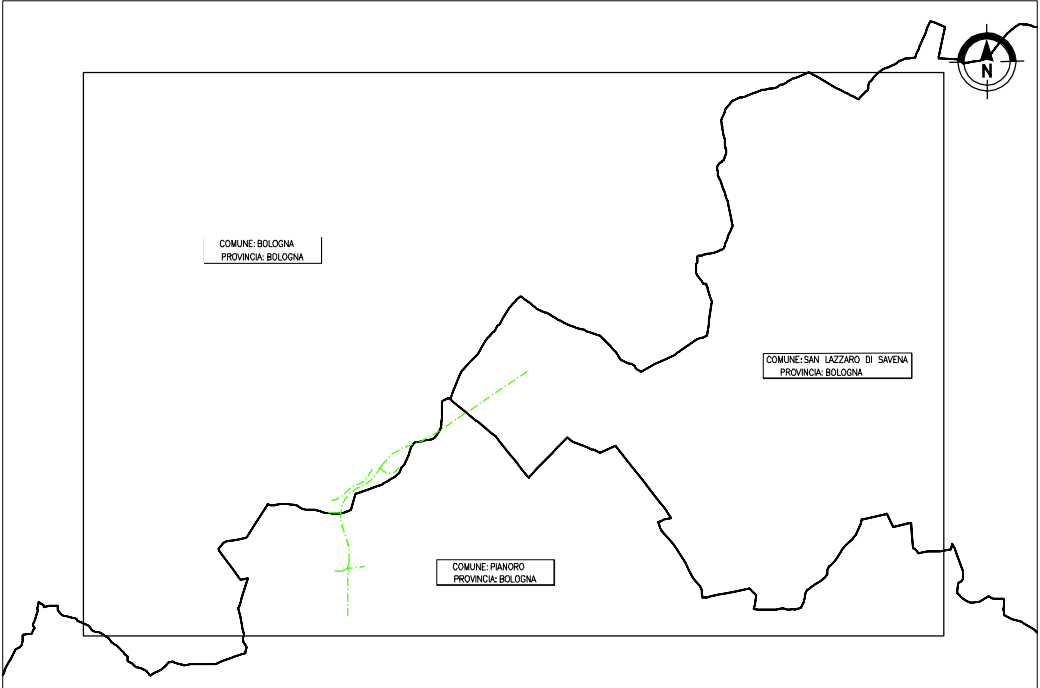 N
COMUNE: BOLOGNA
PROVINCIA: BOLOGNA
COMUNE: SAN LAZZARO DI SAVENA
PROVINCIA: BOLOGNA
COMUNE: PIANORO
PROVINCIA: BOLOGNA